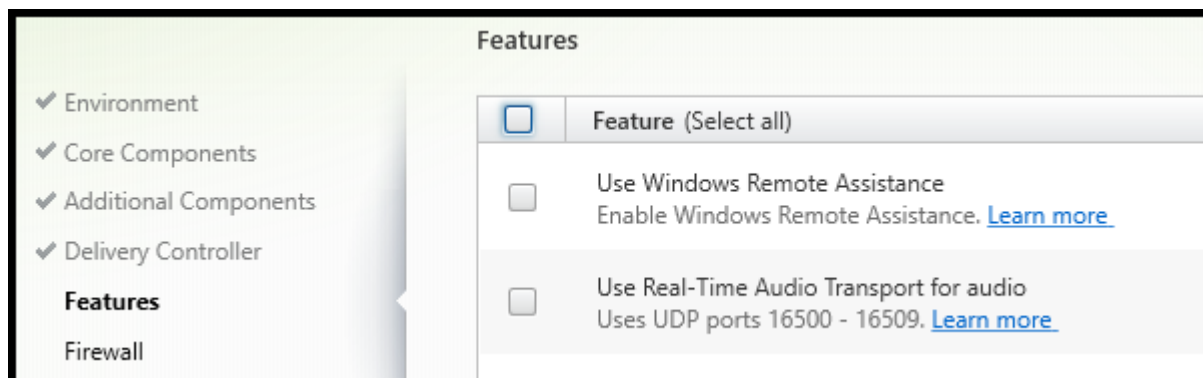 Features
Environment
Core Components
Additional Components
Delivery Controller
Features
Firewall
Feature (Select all)
Use Windows Remote Assistance
Enable Windows Remote Assistance. Learn more
Use Real-Time Audio Transport for audio
Uses UDP ports 16500 - 16509. Learn more